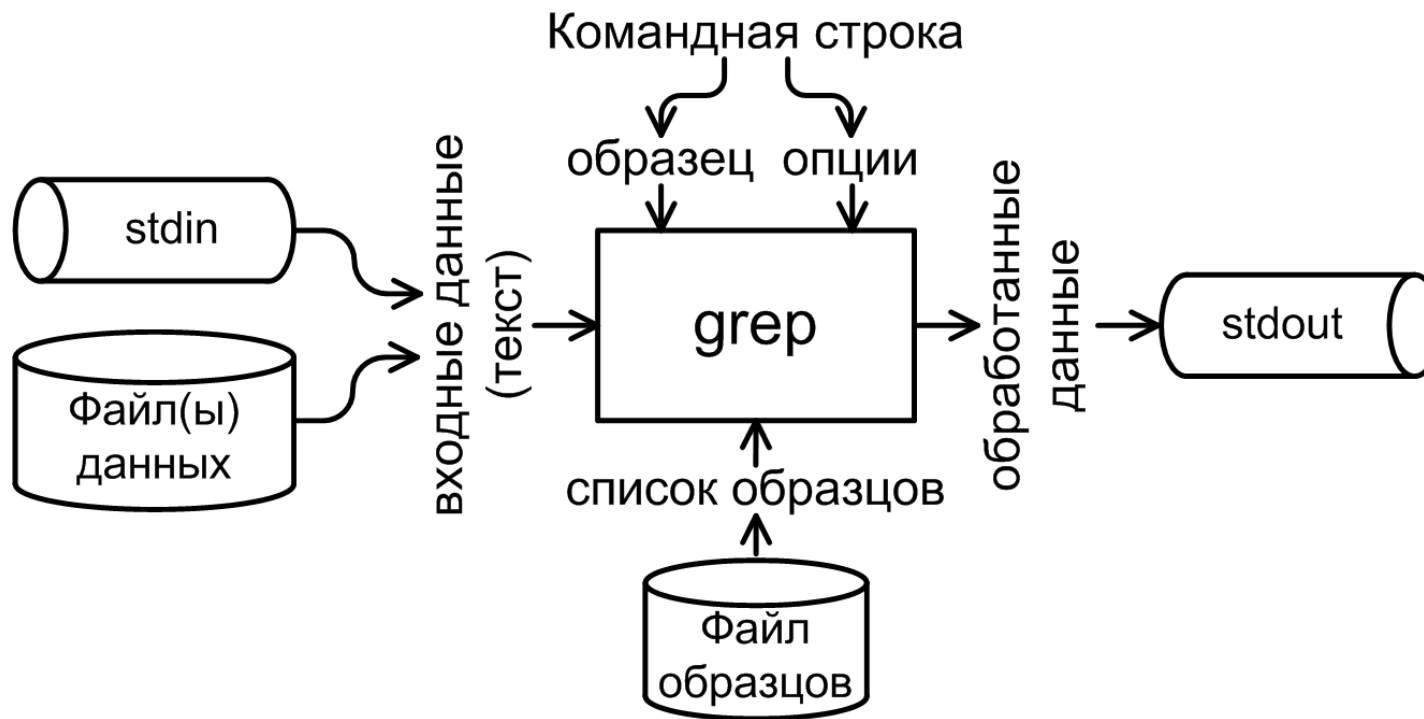 Командная строка
образец опции
stdin
Файл(ы)
данных
входные данные
(текст)
grep
список образцов
Файл
образцов
обработанные
данные
stdout